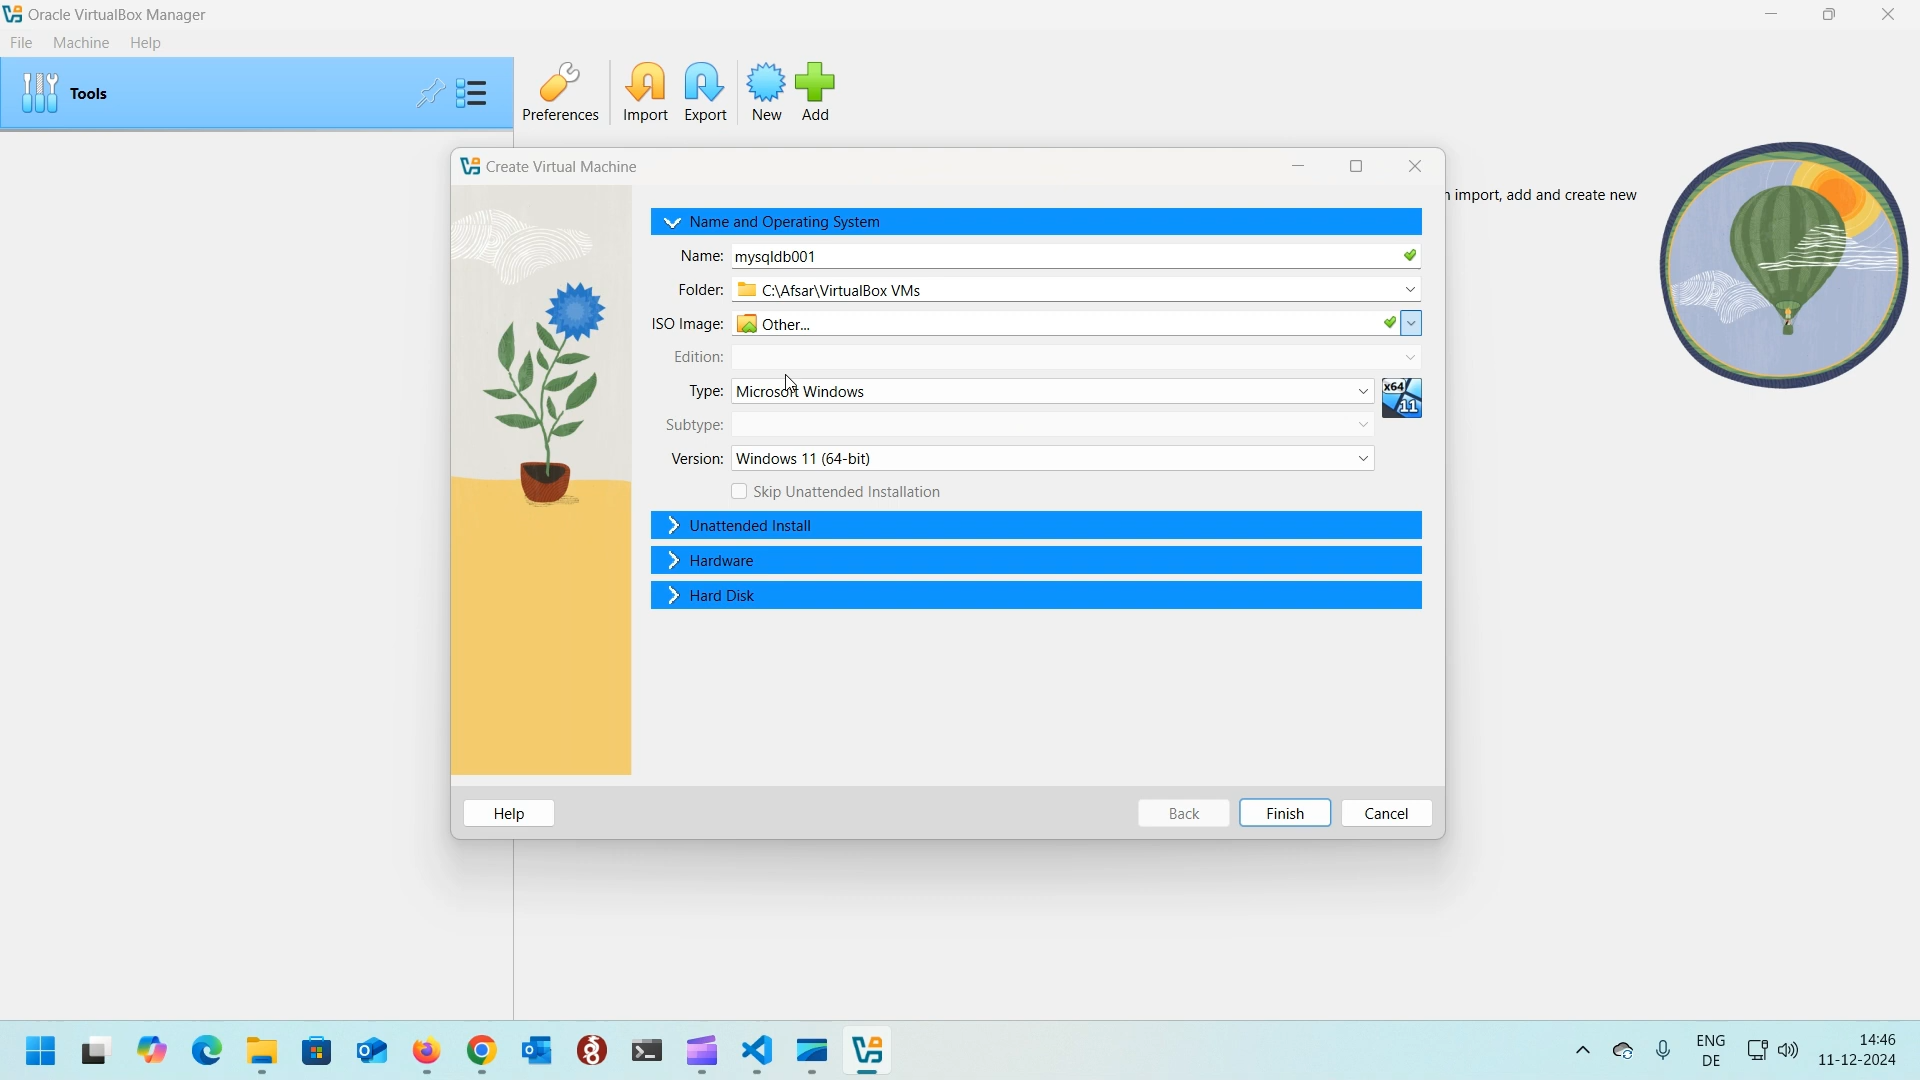 Oracle VirtualBox Manager
File Machine Help
Tools
Preferences Import Export New Add
Create Virtual Machine
import, add and create new
Name and Operating System
Name: mysqldb001
Folder: C:\Afsar\VirtualBox VMs
ISO Image: Other...
Edition:
Type: Microsoft Windows
x64
11
Subtype:
Version: Windows 11 (64-bit)
Skip Unattended Installation
Unattended Install
Hardware
Hard Disk
Help Back Finish Cancel
ENG 14:46
DE 11-12-2024